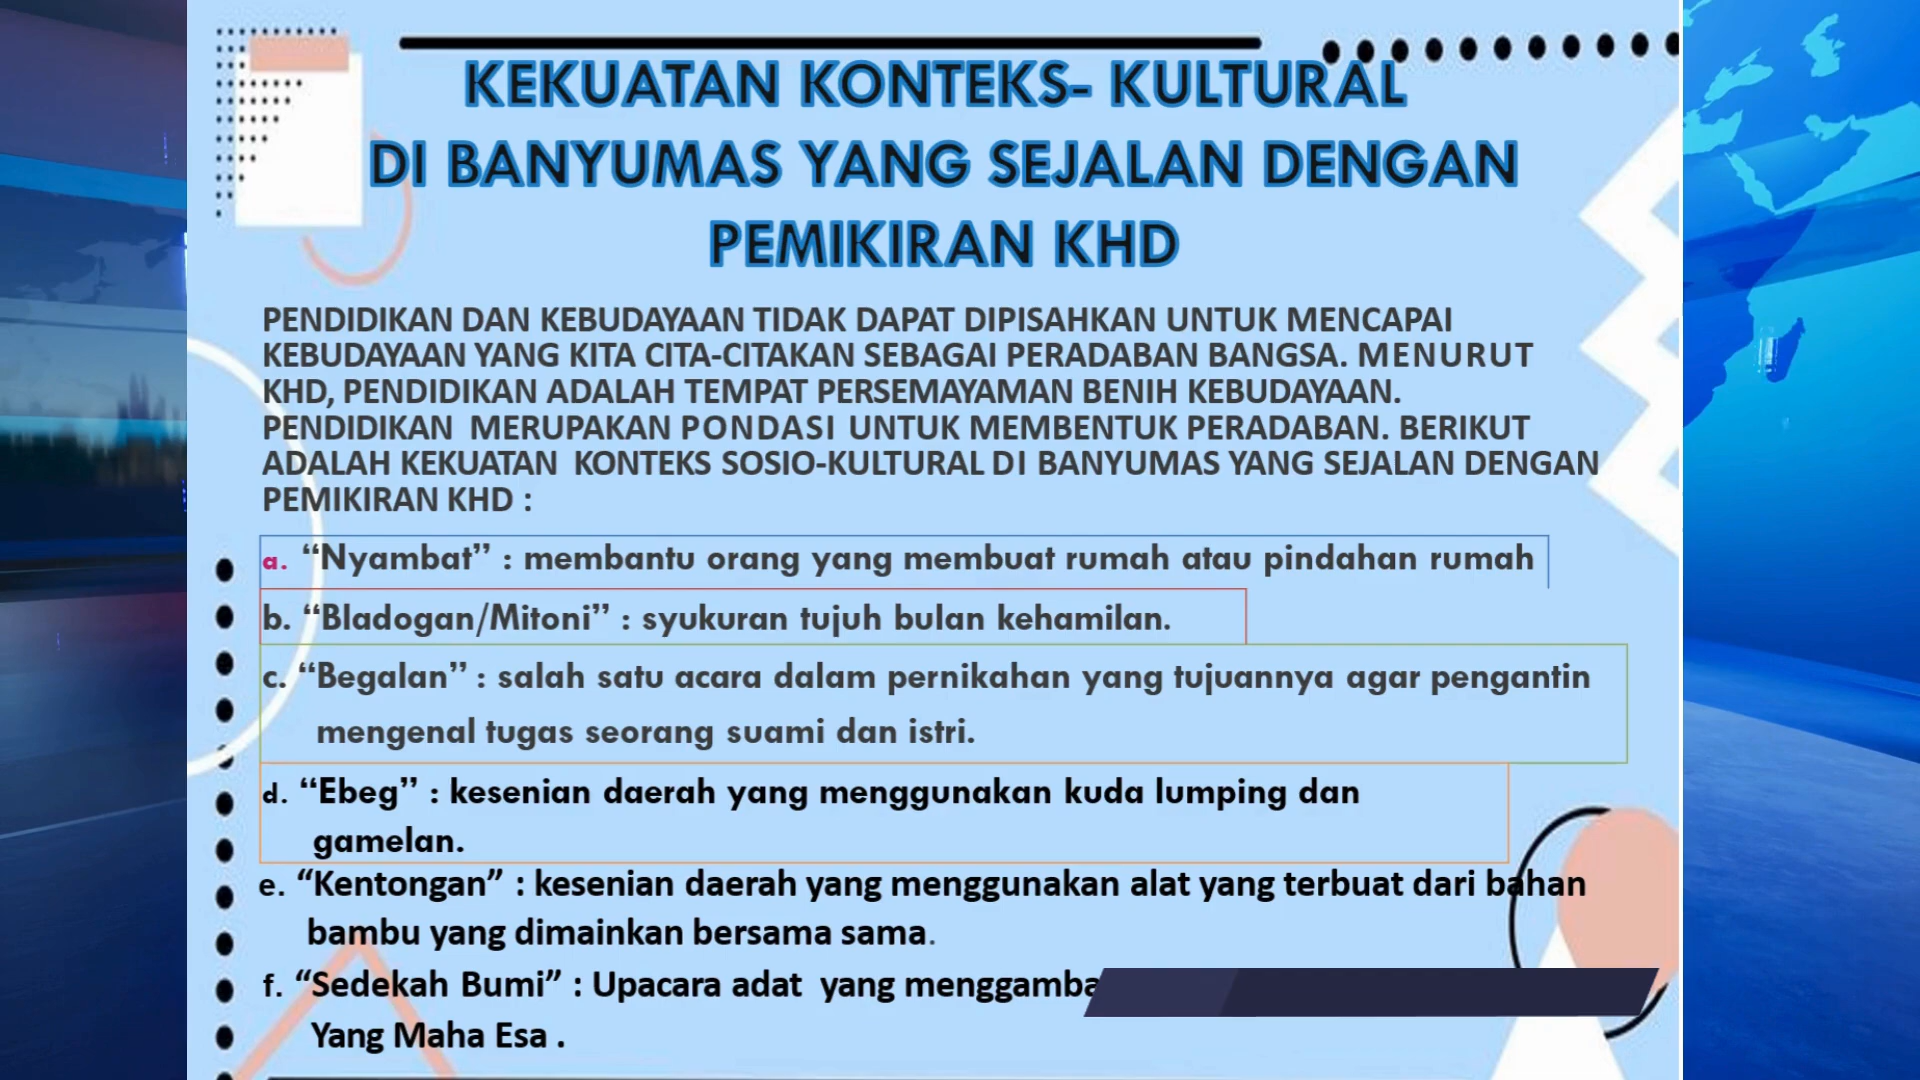 KEKUATAN KONTEKS- KULTURAL
DI BANYUMAS YANG SEJALAN DENGAN
PEMIKIRAN KHD
PENDIDIKAN DAN KEBUDAYAAN TIDAK DAPAT DIPISAHKAN UNTUK MENCAPAI
KEBUDAYAAN YANG KITA CITA-CITAKAN SEBAGAI PERADABAN BANGSA. MENURUT
KHD, PENDIDIKAN ADALAH TEMPAT PERSEMAYAMAN BENIH KEBUDAYAAN.
PENDIDIKAN MERUPAKAN PONDASI UNTUK MEMBENTUK PERADABAN. BERIKUT
ADALAH KEKUATAN KONTEKS SOSIO-KULTURAL DI BANYUMAS YANG SEJALAN DENGAN
PEMIKIRAN KHD :
a. “Nyambat” : membantu orang yang membuat rumah atau pindahan rumah
b. “Bladogan/Mitoni” : syukuran tujuh bulan kehamilan.
c. “Begalan” : salah satu acara dalam pernikahan yang tujuannya agar pengantin
mengenal tugas seorang suami dan istri.
d. “Ebeg” : kesenian daerah yang menggunakan kuda lumping dan
gamelan.
e. “Kentongan” : kesenian daerah yang menggunakan alat yang terbuat dari bahan
bambu yang dimainkan bersama sama.
f. “Sedekah Bumi” : Upacara adat yang
Yang Maha Esa .